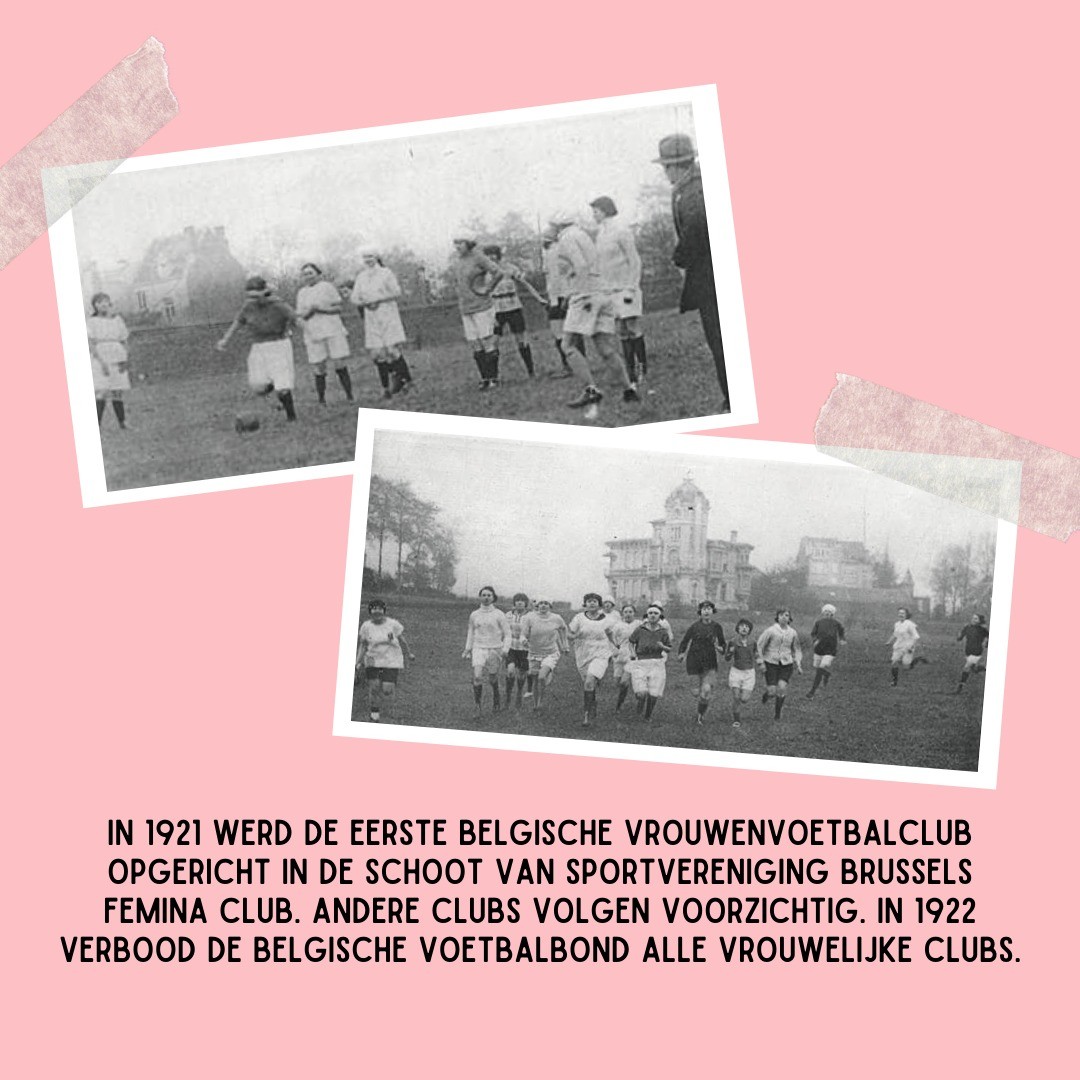 IN 1921 WERD DE EERSTE BELGISCHE VROUWENVOETBALCLUB
OPGERICHT IN DE SCHOOT VAN SPORTVERENIGING BRUSSELS
FEMINA CLUB. ANDERE CLUBS VOLGEN VOORZICHTIG. IN 1922
VERBOOD DE BELGISCHE VOETBALBOND ALLE VROUWELIJKE CLUBS.